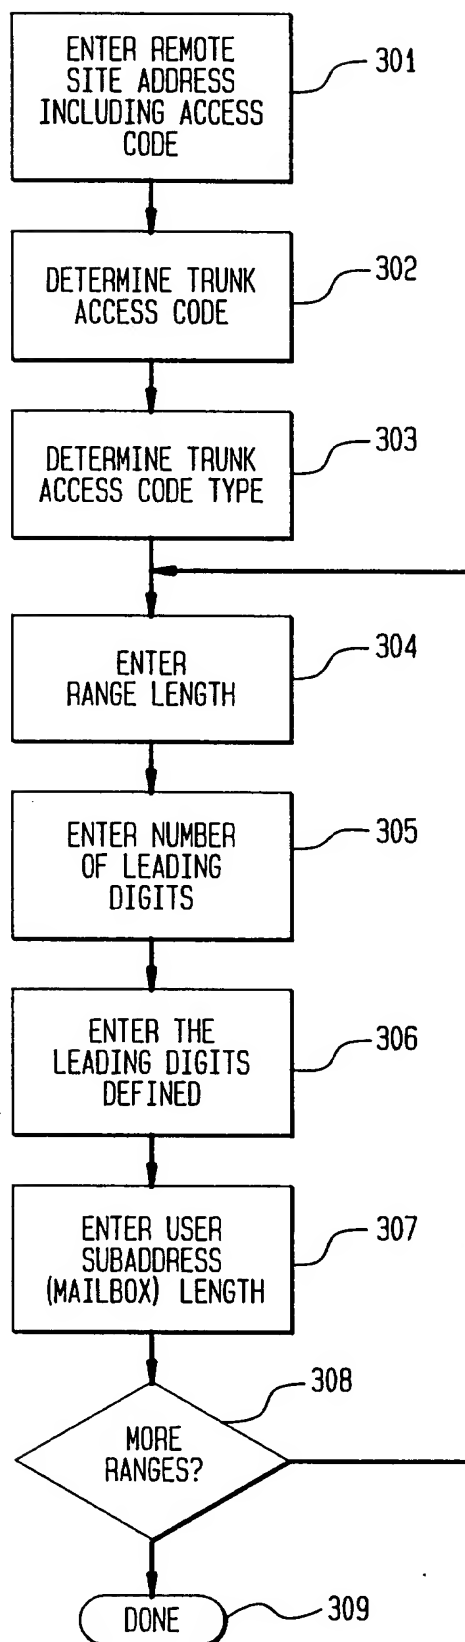 ENTER REMOTE
SITE ADDRESS
INCLUDING ACCESS
CODE
301
DETERMINE TRUNK
ACCESS CODE
302
DETERMINE TRUNK
ACCESS CODE TYPE
303
ENTER
RANGE LENGTH
304
ENTER NUMBER
OF LEADING
DIGITS
305
ENTER THE
LEADING DIGITS
DEFINED
306
ENTER USER
SUBADDRESS
(MAILBOX) LENGTH
307
MORE
RANGES?
308
DONE
309